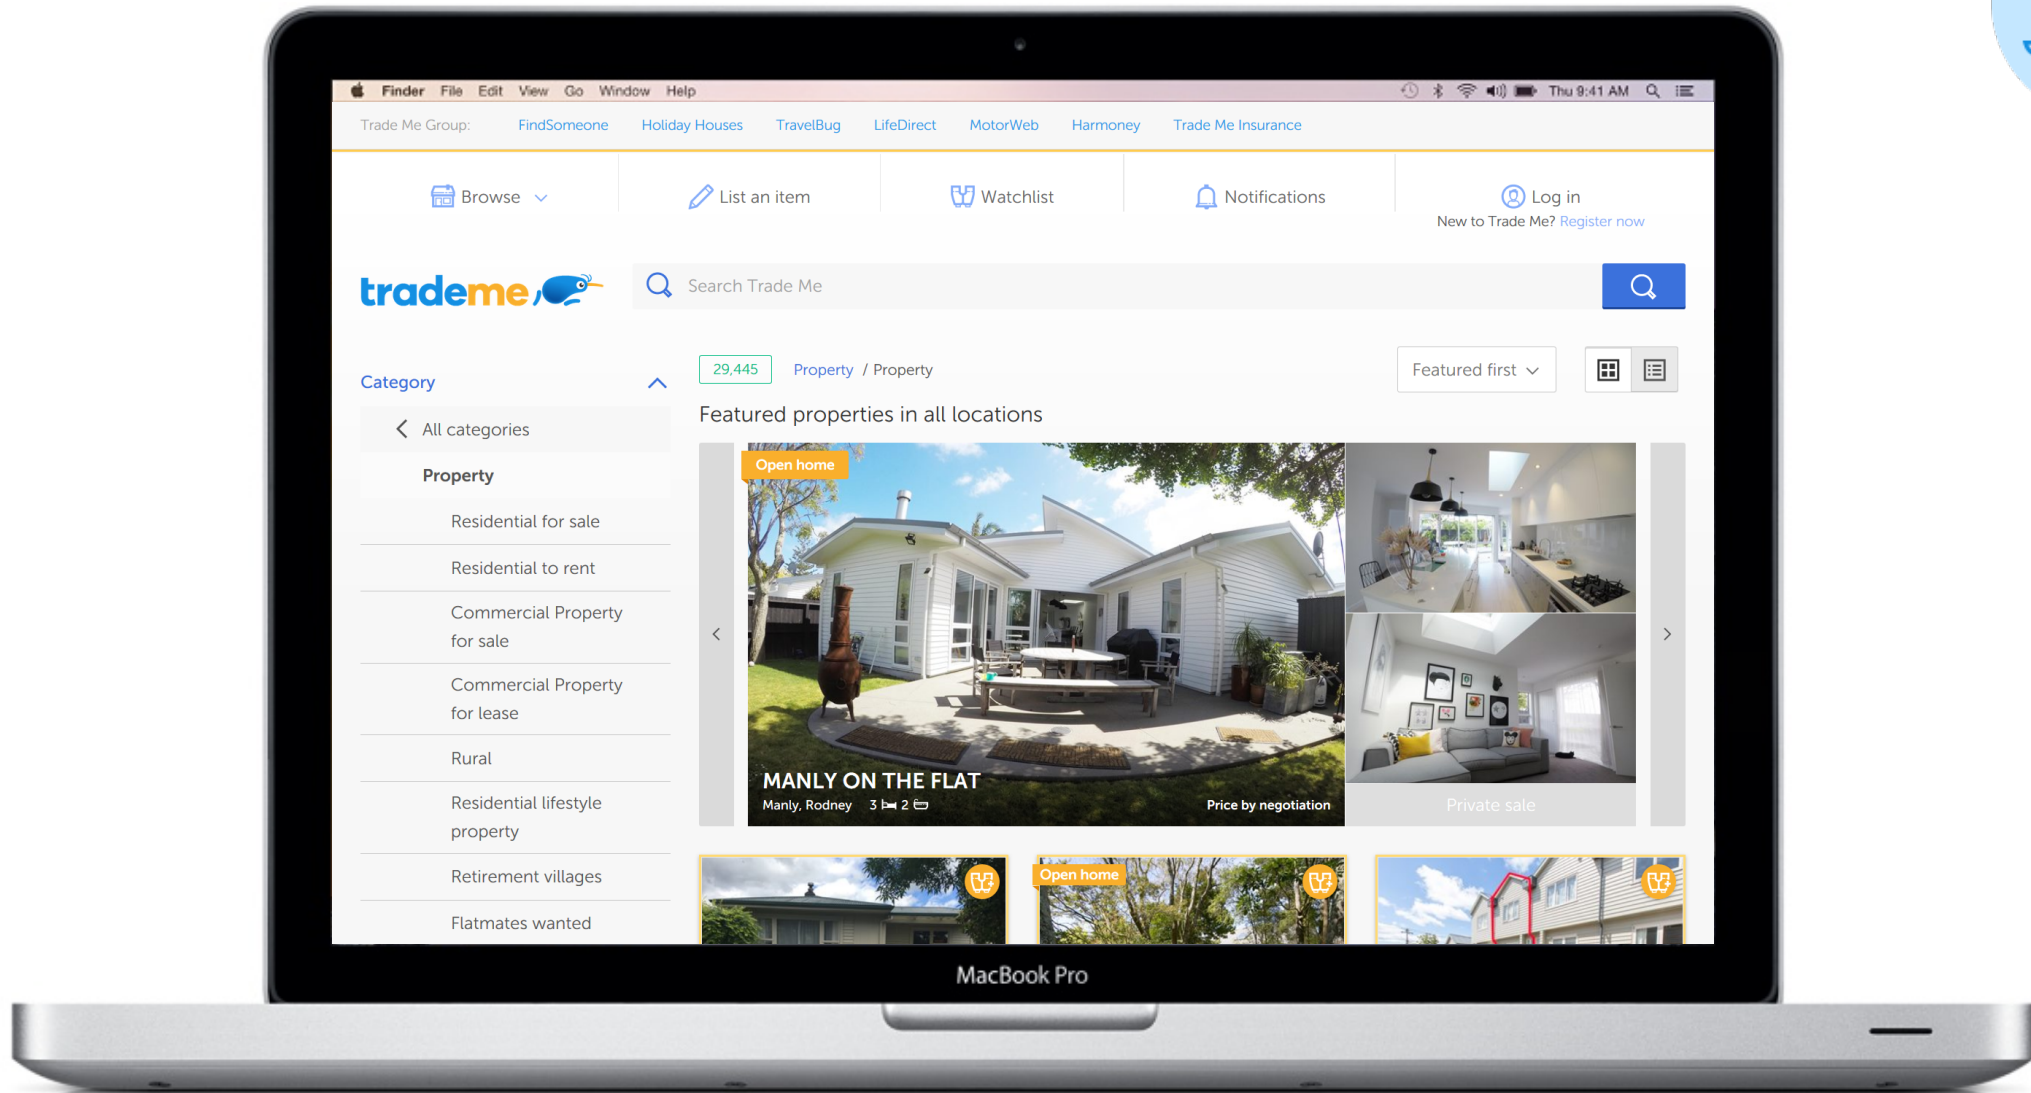 Finder File Edit View Go Window Help Thu 9:41 AM
Trade Me Group: FindSomeone Holiday Houses TravelBug LifeDirect MotorWeb Harmoney Trade Me Insurance
Browse List an item Watchlist Notifications Log in
New to Trade Me? Register now
trademe Search Trade Me
29,445 Property / Property Featured first
Category
Featured properties in all locations
All categories
Property
Residential for sale
Residential to rent
Commercial Property
for sale
Commercial Property
for lease
Rural
Residential lifestyle
property
Retirement villages
Flatmates wanted
Open home
MANLY ON THE FLAT
Manly, Rodney 3 2 Price by negotiation
Private sale
Open home
MacBook Pro